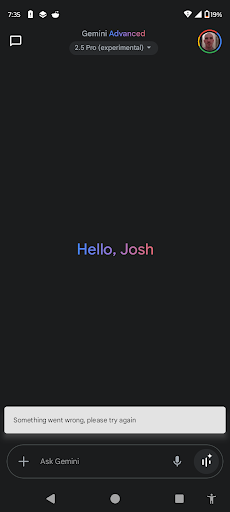 7:35
19%
Gemini Advanced
2.5 Pro (experimental)
Hello, Josh
Something went wrong, please try again
Ask Gemini